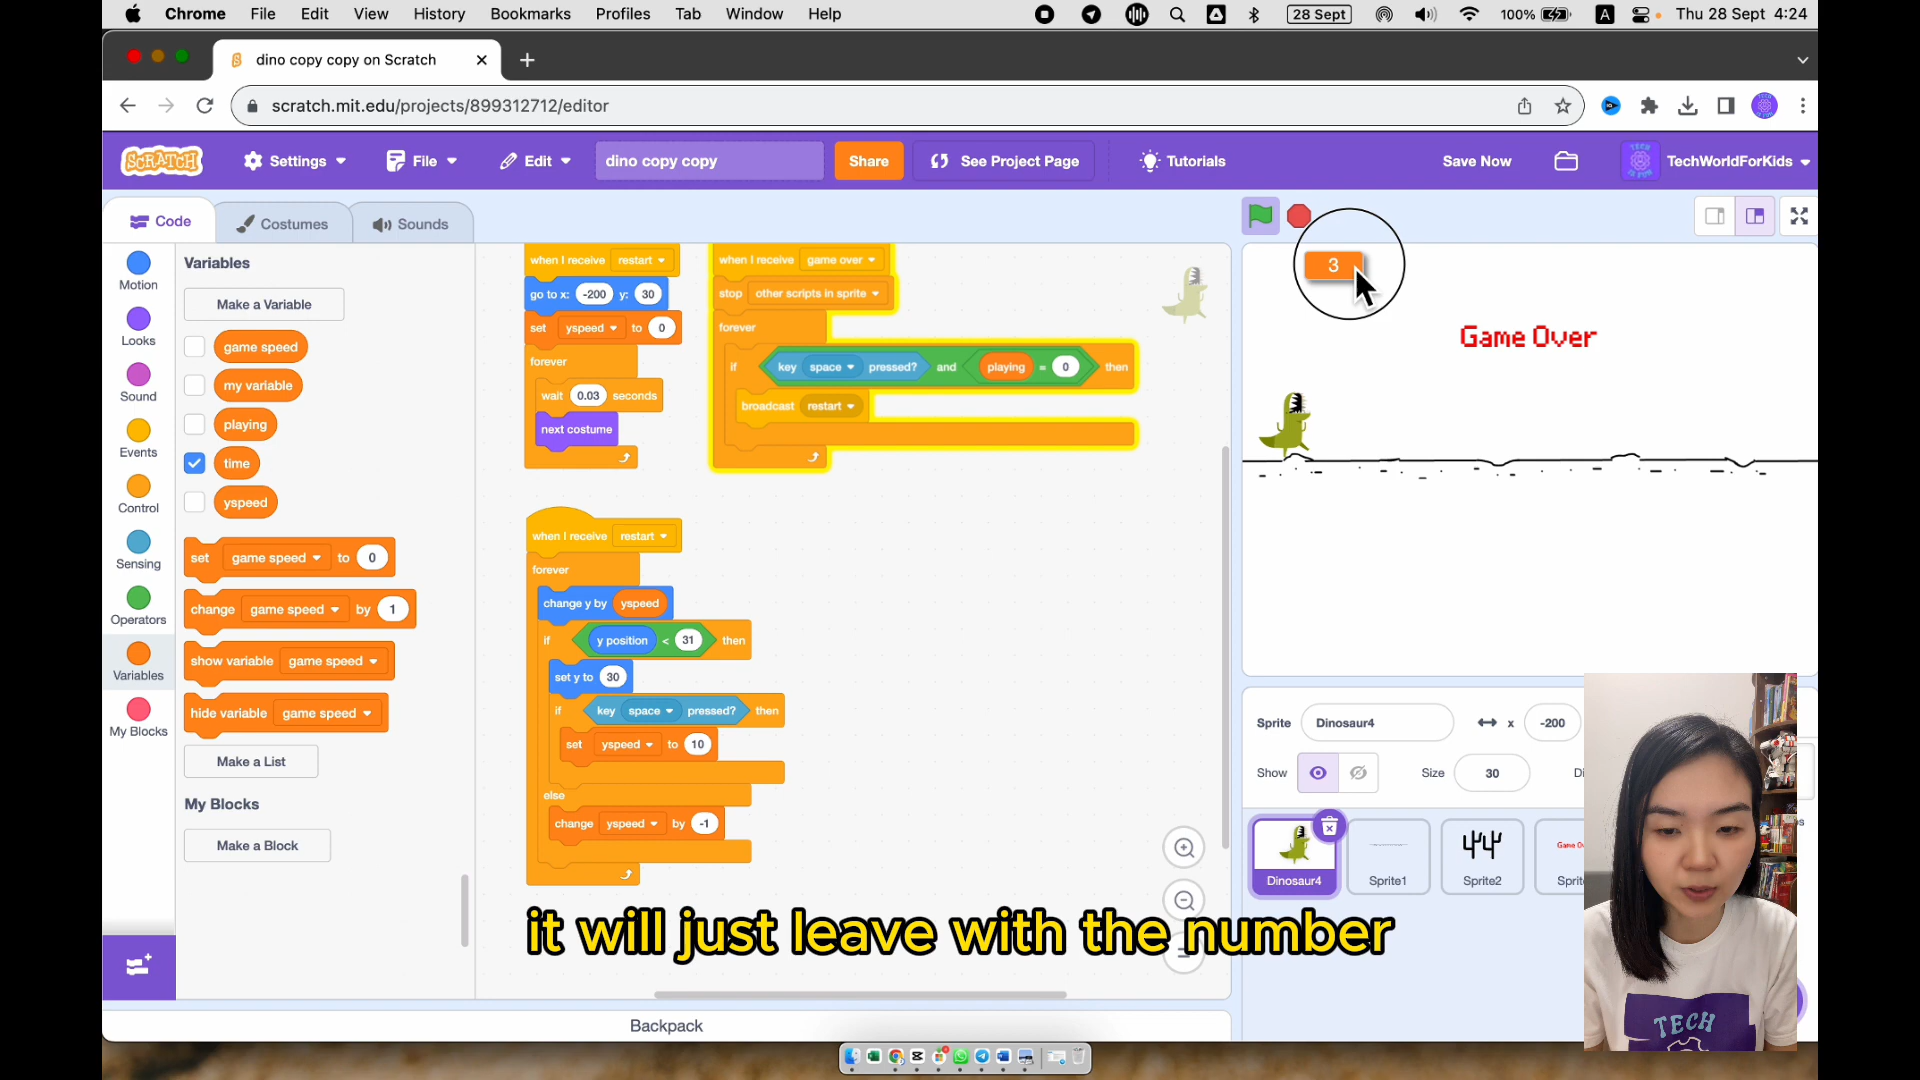 Chrome File Edit View History Bookmarks Profiles Tab Window Help 28 Sept 100% A Thu 28 Sept 4:24
dino copy copy on Scratch
scratch.mit.edu/projects/899312712/editor
SCRATCH Settings File Edit dino copy copy Share See Project Page Tutorials Save Now TechWorldForKids
Code Costumes Sounds
Motion
Looks
Sound
Events
Control
Sensing
Operators
Variables
My Blocks
Variables
Make a Variable
game speed
my variable
playing
time
yspeed
set game speed to 0
change game speed by 1
show variable game speed
hide variable game speed
Make a List
My Blocks
Make a Block
when I receive restart
go to x: -200 y: 30
set yspeed to 0
forever
wait 0.03 seconds
next costume
when I receive game over
stop other scripts in sprite
forever
if key space pressed? and playing = 0 then
broadcast restart
when I receive restart
forever
change y by yspeed
if y position < 31 then
set y to 30
if key space pressed? then
set yspeed to 10
else
change yspeed by -1
3
Game Over
Sprite Dinosaur4 x -200
Show Size 30
Dinosaur4
Sprite1
Sprite2
it will just leave with the number
Backpack
TECH